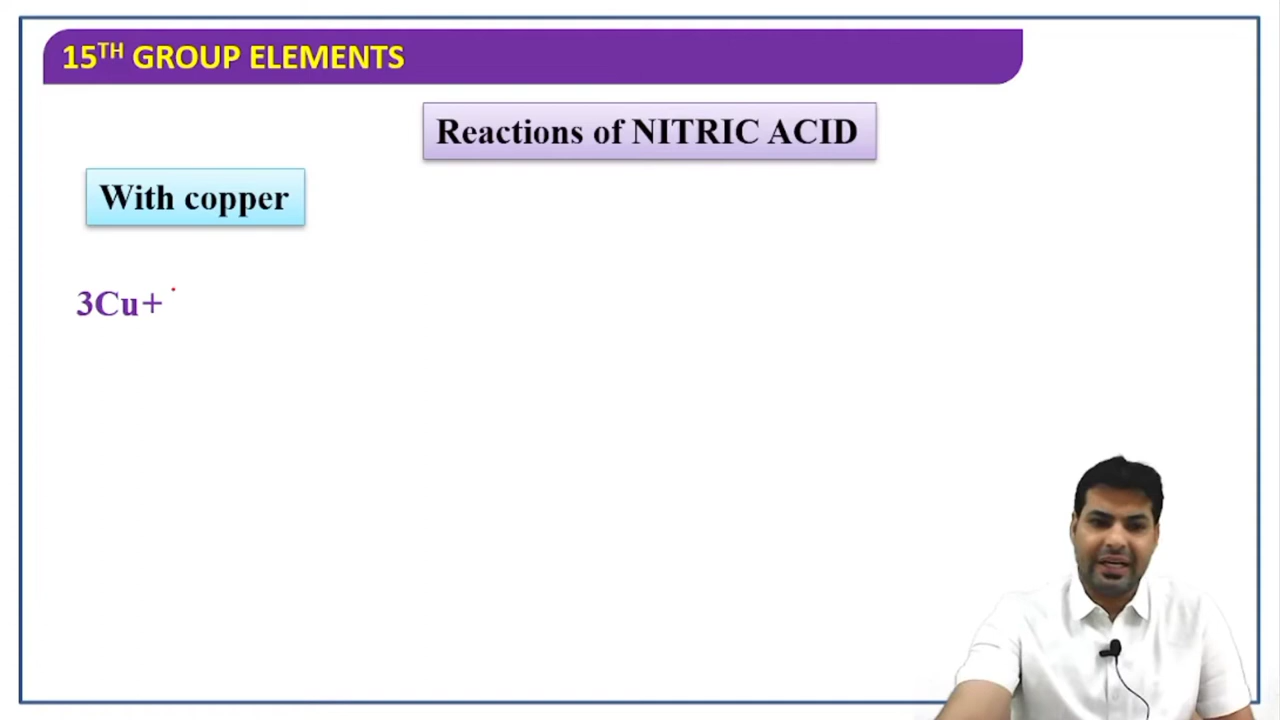 15TH GROUP ELEMENTS
Reactions of NITRIC ACID
With copper
3Cu+